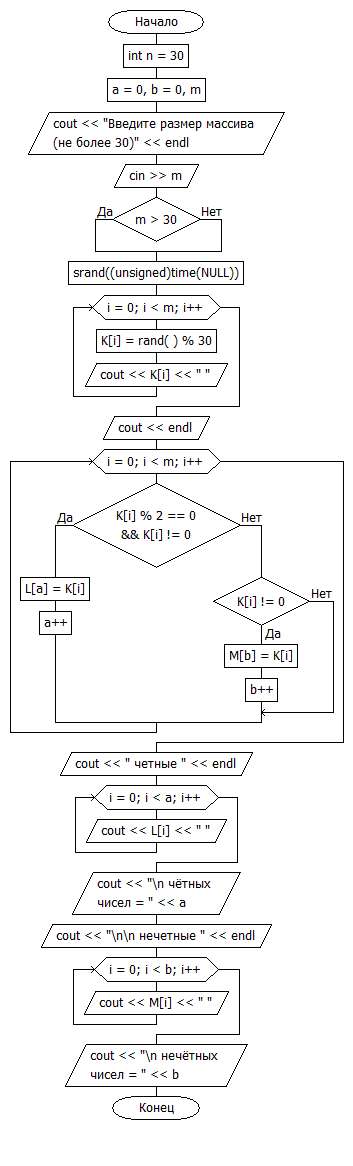 Начало
int n = 30
a = 0, b = 0, m
cout << "Введите размер массива
(не более 30)" << endl
cin >> m
Да
Нет
m > 30
srand((unsigned)time(NULL))
i = 0; i < m; i++
K[i] = rand( ) % 30
cout << K[i] << " "
cout << endl
i = 0; i < m; i++
K[i] % 2 == 0
&& K[i] != 0
Да
Нет
L[a] = K[i]
a++
K[i] != 0
Нет
Да
M[b] = K[i]
b++
cout << " четные " << endl
i = 0; i < a; i++
cout << L[i] << " "
cout << "\n чётных
чисел = " << a
cout << "\n\n нечетные " << endl
i = 0; i < b; i++
cout << M[i] << " "
cout << "\n нечётных
чисел = " << b
Конец